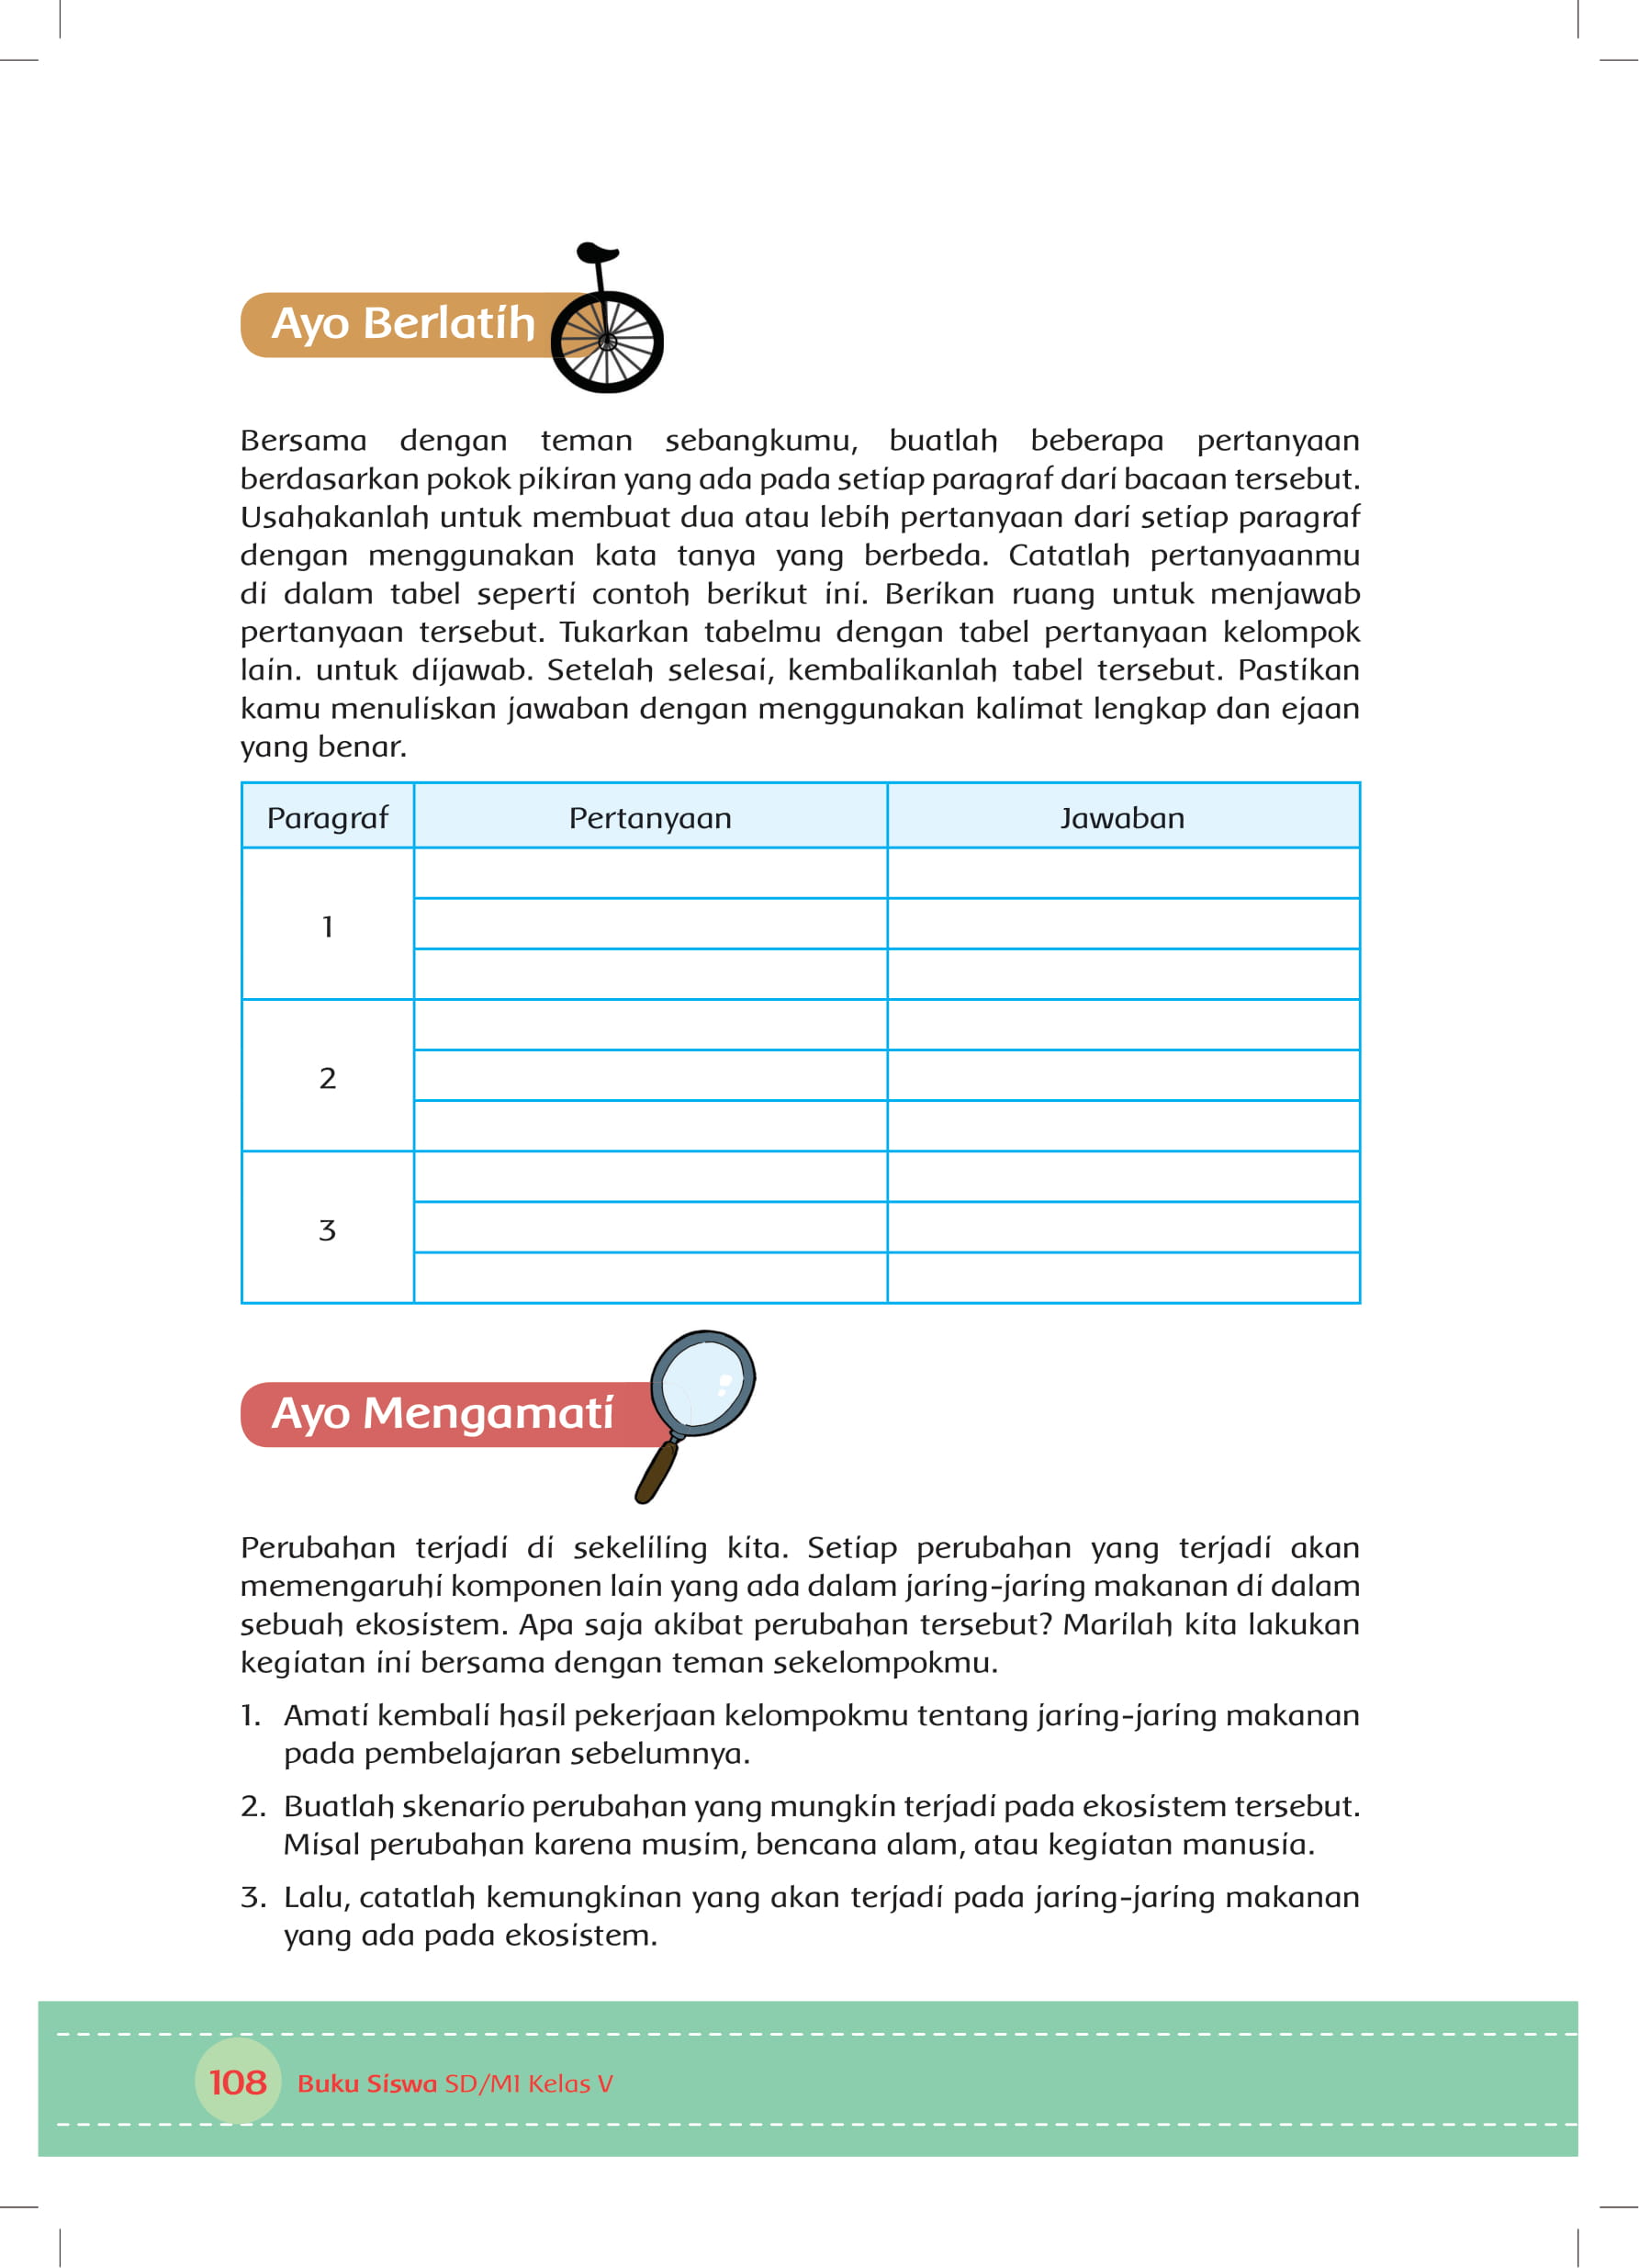 Ayo Berlatih
Bersama dengan teman sebangkumu, buatlah beberapa pertanyaan
berdasarkan pokok pikiran yang ada pada setiap paragraf dari bacaan tersebut.
Usahakanlah untuk membuat dua atau lebih pertanyaan dari setiap paragraf
dengan menggunakan kata tanya yang berbeda. Catatlah pertanyaanmu
di dalam tabel seperti contoh berikut ini. Berikan ruang untuk menjawab
pertanyaan tersebut. Tukarkan tabelmu dengan tabel pertanyaan kelompok
lain. untuk dijawab. Setelah selesai, kembalikanlah tabel tersebut. Pastikan
kamu menuliskan jawaban dengan menggunakan kalimat lengkap dan ejaan
yang benar.
Paragraf Pertanyaan Jawaban
1
2
3
Ayo Mengamati
Perubahan terjadi di sekeliling kita. Setiap perubahan yang terjadi akan
memengaruhi komponen lain yang ada dalam jaring-jaring makanan di dalam
sebuah ekosistem. Apa saja akibat perubahan tersebut? Marilah kita lakukan
kegiatan ini bersama dengan teman sekelompokmu.
1. Amati kembali hasil pekerjaan kelompokmu tentang jaring-jaring makanan
pada pembelajaran sebelumnya.
2. Buatlah skenario perubahan yang mungkin terjadi pada ekosistem tersebut.
Misal perubahan karena musim, bencana alam, atau kegiatan manusia.
3. Lalu, catatlah kemungkinan yang akan terjadi pada jaring-jaring makanan
yang ada pada ekosistem.
108 Buku Siswa SD/MI Kelas V